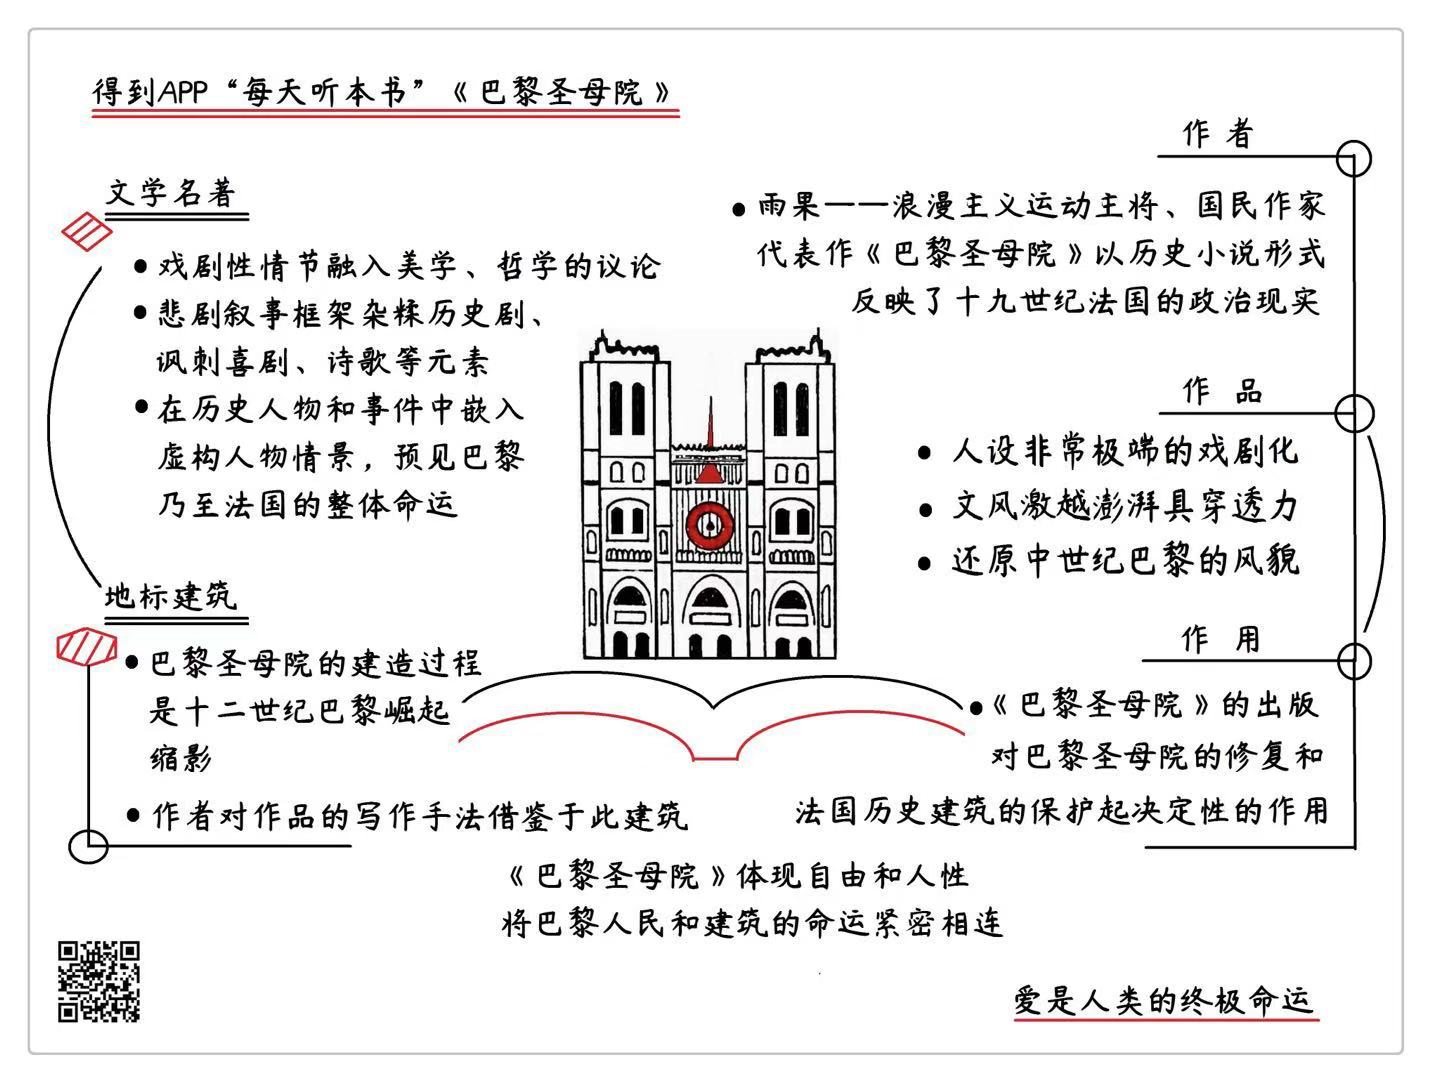 得到APP“每天听本书”《巴黎圣母院》
文学名著
● 戏剧性情节融入美学、哲学的议论
● 悲剧叙事框架杂糅历史剧、
讽刺喜剧、诗歌等元素
● 在历史人物和事件中嵌入
虚构人物情景，预见巴黎
乃至法国的整体命运
地标建筑
● 巴黎圣母院的建造过程
是十二世纪巴黎崛起
缩影
● 作者对作品的写作手法借鉴于此建筑
作者
● 雨果——浪漫主义运动主将、国民作家
代表作《巴黎圣母院》以历史小说形式
反映了十九世纪法国的政治现实
作品
● 人设非常极端的戏剧化
● 文风激越澎湃具穿透力
● 还原中世纪巴黎的风貌
作用
●《巴黎圣母院》的出版
对巴黎圣母院的修复和
法国历史建筑的保护起决定性的作用
《巴黎圣母院》体现自由和人性
将巴黎人民和建筑的命运紧密相连
爱是人类的终极命运